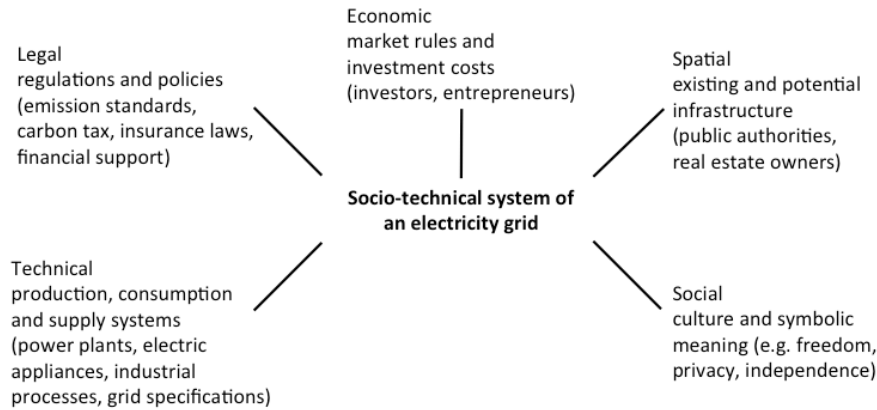 Economic
market rules and
investment costs
(investors, entrepreneurs)
Legal
regulations and policies
(emission standards,
carbon tax, insurance laws,
financial support)
Spatial
existing and potential
infrastructure
(public authorities,
real estate owners)
Socio-technical system of
an electricity grid
Technical
production, consumption
and supply systems
(power plants, electric
appliances, industrial
processes, grid specifications)
Social
culture and symbolic
meaning (e.g. freedom,
privacy, independence)